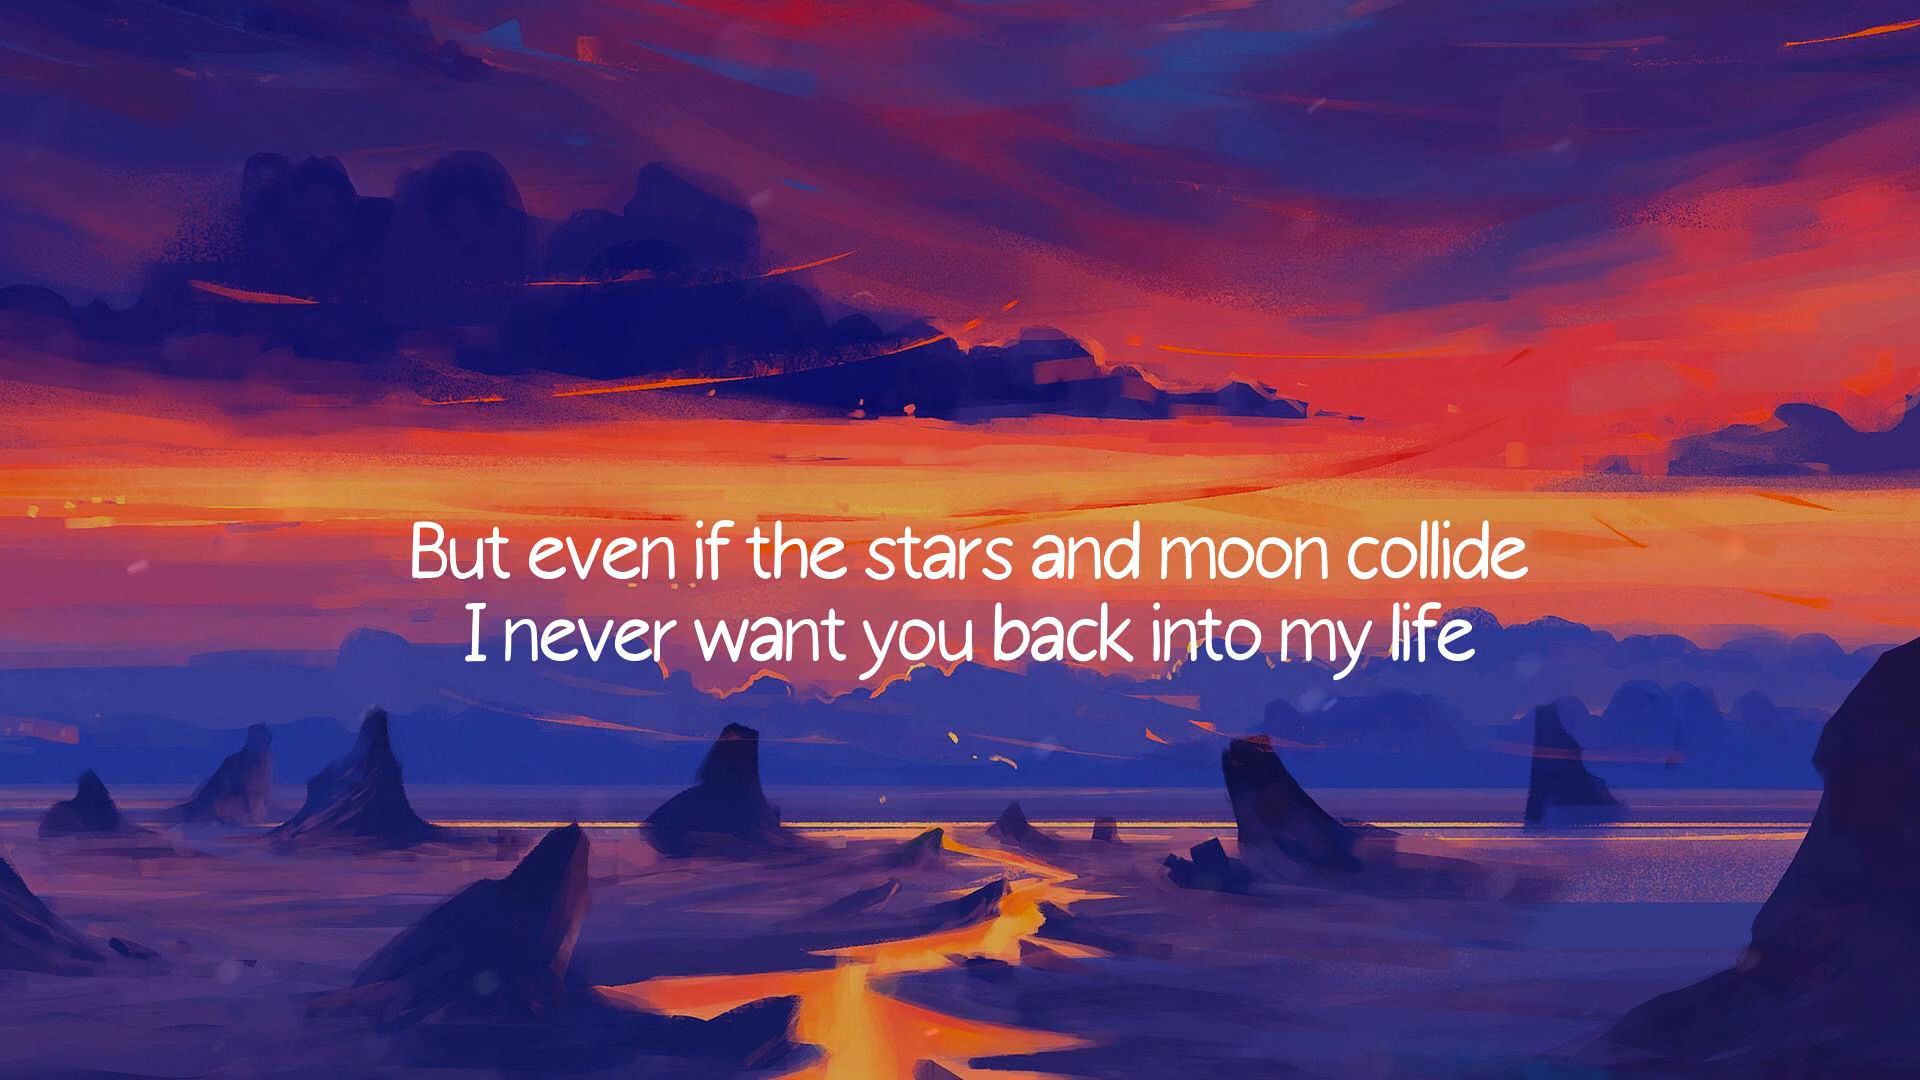 But even if the stars and moon collide
I never want you back into my life